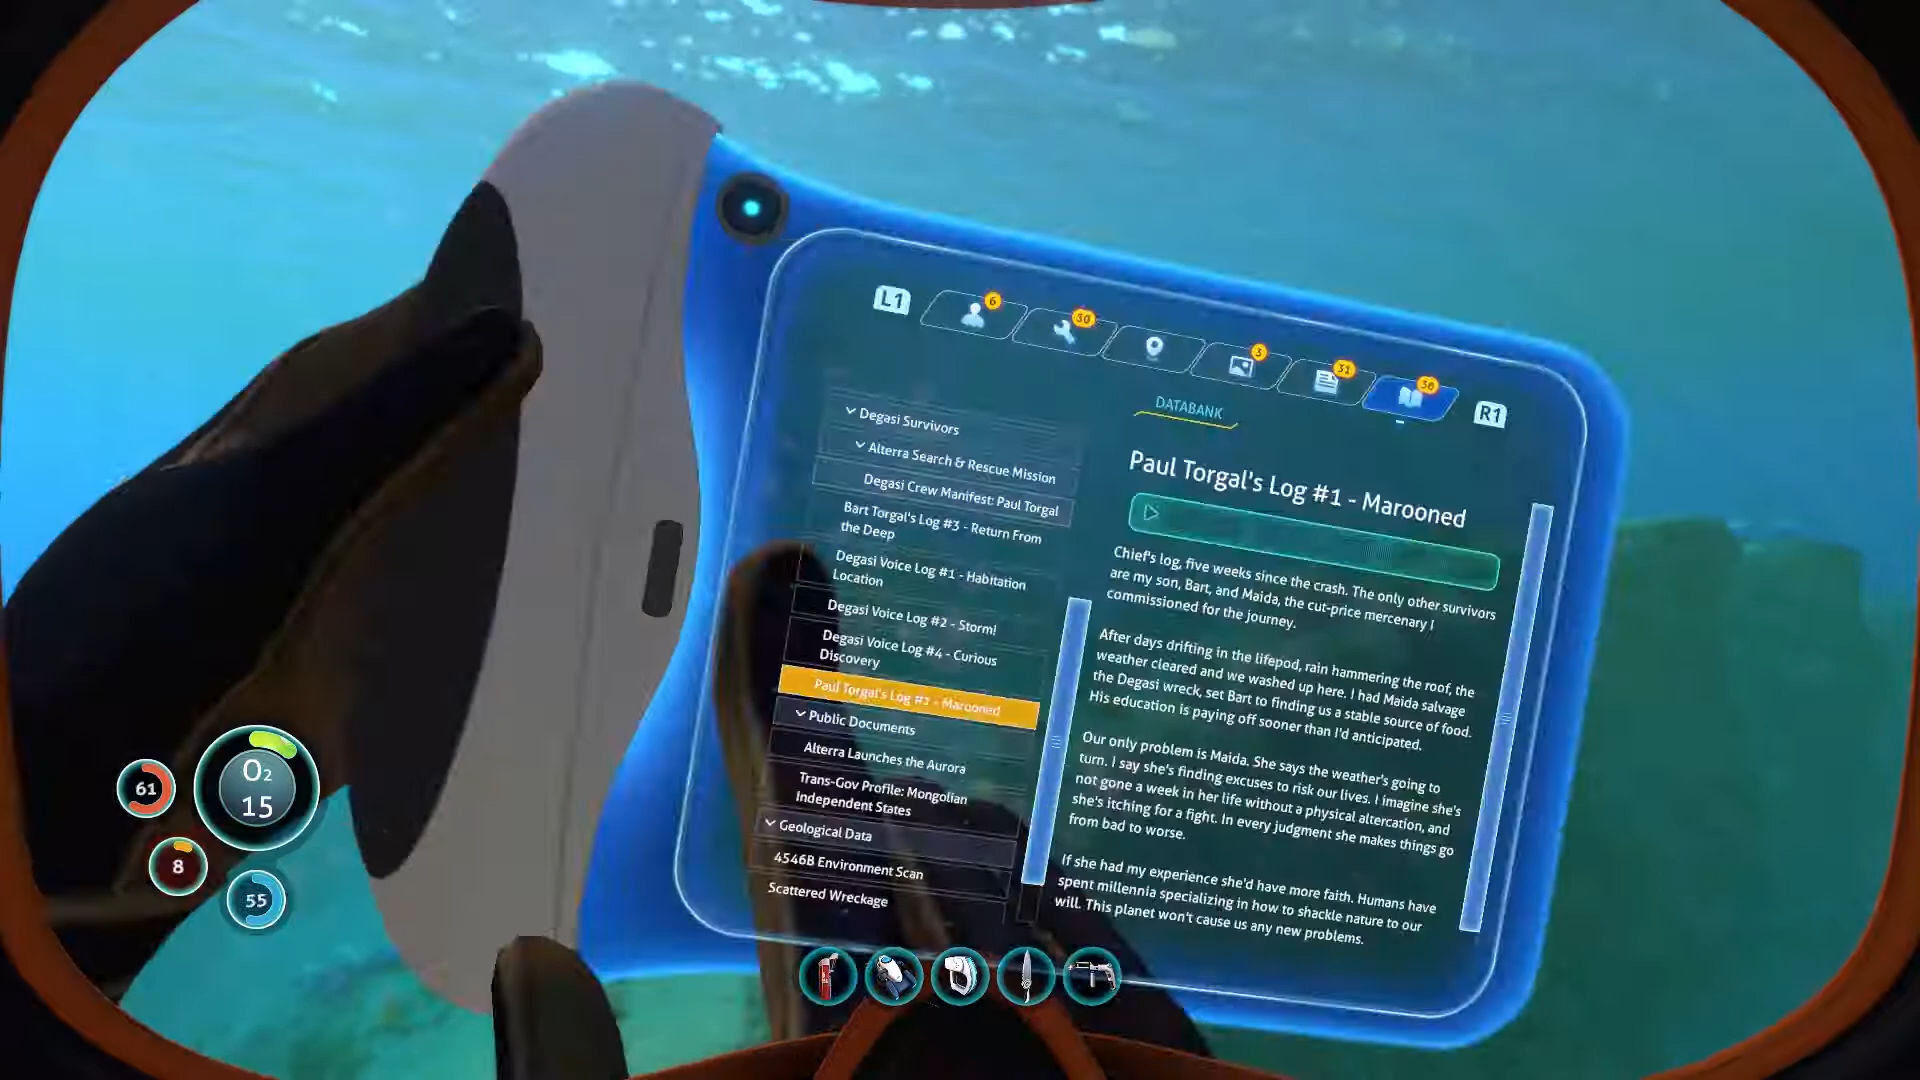 L1
6
30
3
31
36
R1
DATABANK
Degasi Survivors
Alterra Search & Rescue Mission
Degasi Crew Manifest: Paul Torgal
Bart Torgal's Log #3 - Return From
the Deep
Degasi Voice Log #1 - Habitation
Location
Degasi Voice Log #2 - Storm!
Degasi Voice Log #4 - Curious
Discovery
Paul Torgal's Log #1 - Marooned
Public Documents
Alterra Launches the Aurora
Trans-Gov Profile: Mongolian
Independent States
Geological Data
4546B Environment Scan
Scattered Wreckage
Paul Torgal's Log #1 - Marooned
Chief's log, five weeks since the crash. The only other survivors
are my son, Bart, and Maida, the cut-price mercenary I
commissioned for the journey.
After days drifting in the lifepod, rain hammering the roof, the
weather cleared and we washed up here. I had Maida salvage
the Degasi wreck, set Bart to finding us a stable source of food.
His education is paying off sooner than I'd anticipated.
Our only problem is Maida. She says the weather's going to
turn. I say she's finding excuses to risk our lives. I imagine she's
not gone a week in her life without a physical altercation, and
she's itching for a fight. In every judgment she makes things go
from bad to worse.
If she had my experience she'd have more faith. Humans have
spent millennia specializing in how to shackle nature to our
will. This planet won't cause us any new problems.
61
O2
15
8
55